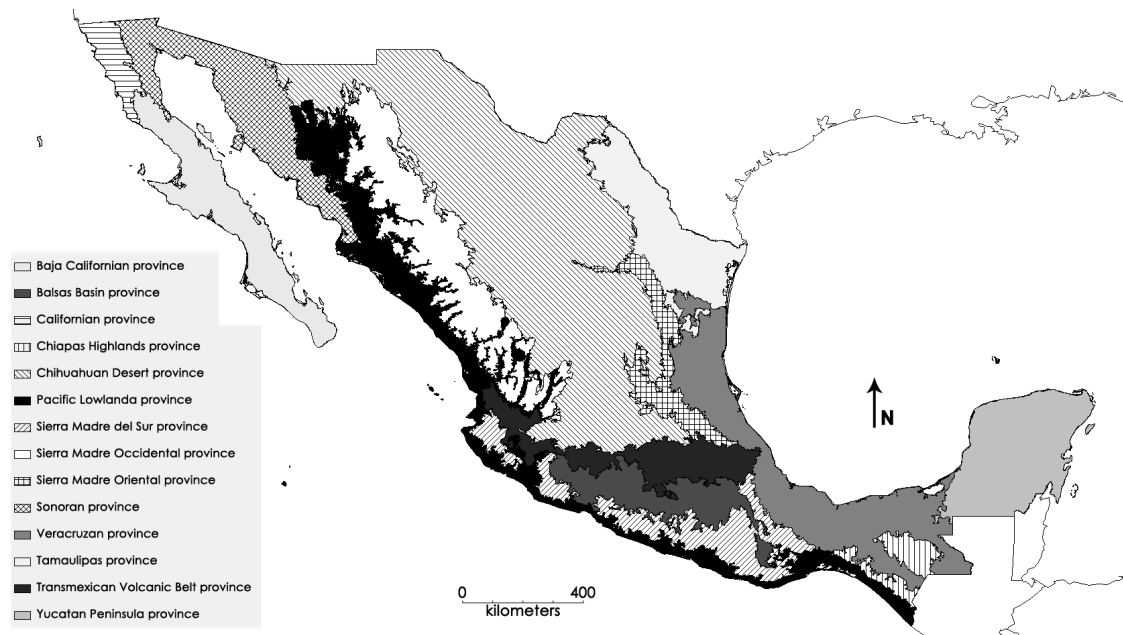 Baja Californian province
Balsas Basin province
Californian province
Chiapas Highlands province
Chihuahuan Desert province
Pacific Lowlanda province
Sierra Madre del Sur province
Sierra Madre Occidental province
Sierra Madre Oriental province
Sonoran province
Veracruzan province
Tamaulipas province
Transmexican Volcanic Belt province
Yucatan Peninsula province
N
0 400
kilometers